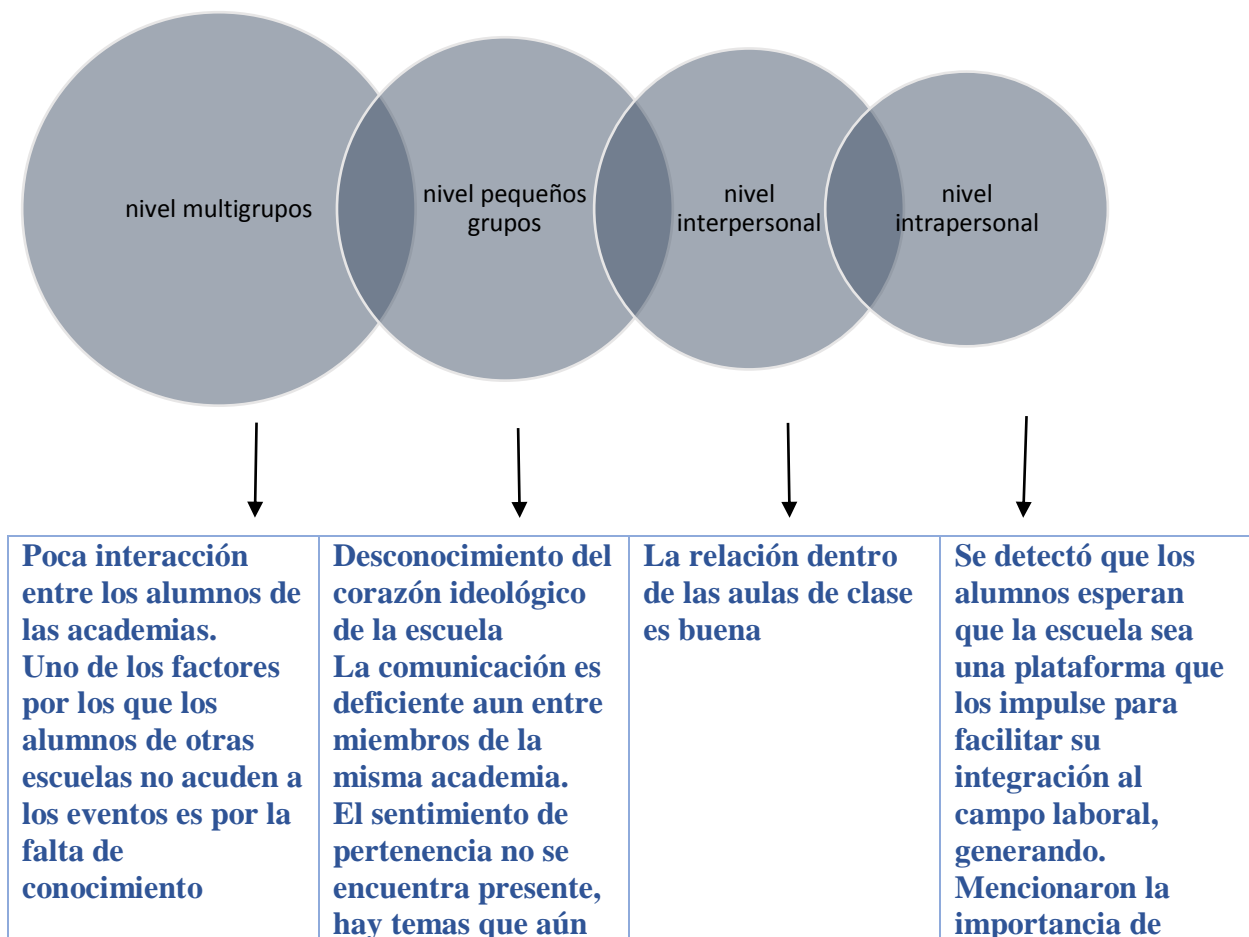 nivel multigrupos
nivel pequeños
grupos
nivel
interpersonal
nivel
intrapersonal
Poca interacción
entre los alumnos de
las academias.
Uno de los factores
por los que los
alumnos de otras
escuelas no acuden a
los eventos es por la
falta de
conocimiento
Desconocimiento del
corazón ideológico
de la escuela
La comunicación es
deficiente aun entre
miembros de la
misma academia.
El sentimiento de
pertenencia no se
encuentra presente,
hay temas que aún
La relación dentro
de las aulas de clase
es buena
Se detectó que los
alumnos esperan
que la escuela sea
una plataforma que
los impulse para
facilitar su
integración al
campo laboral,
generando.
Mencionaron la
importancia de